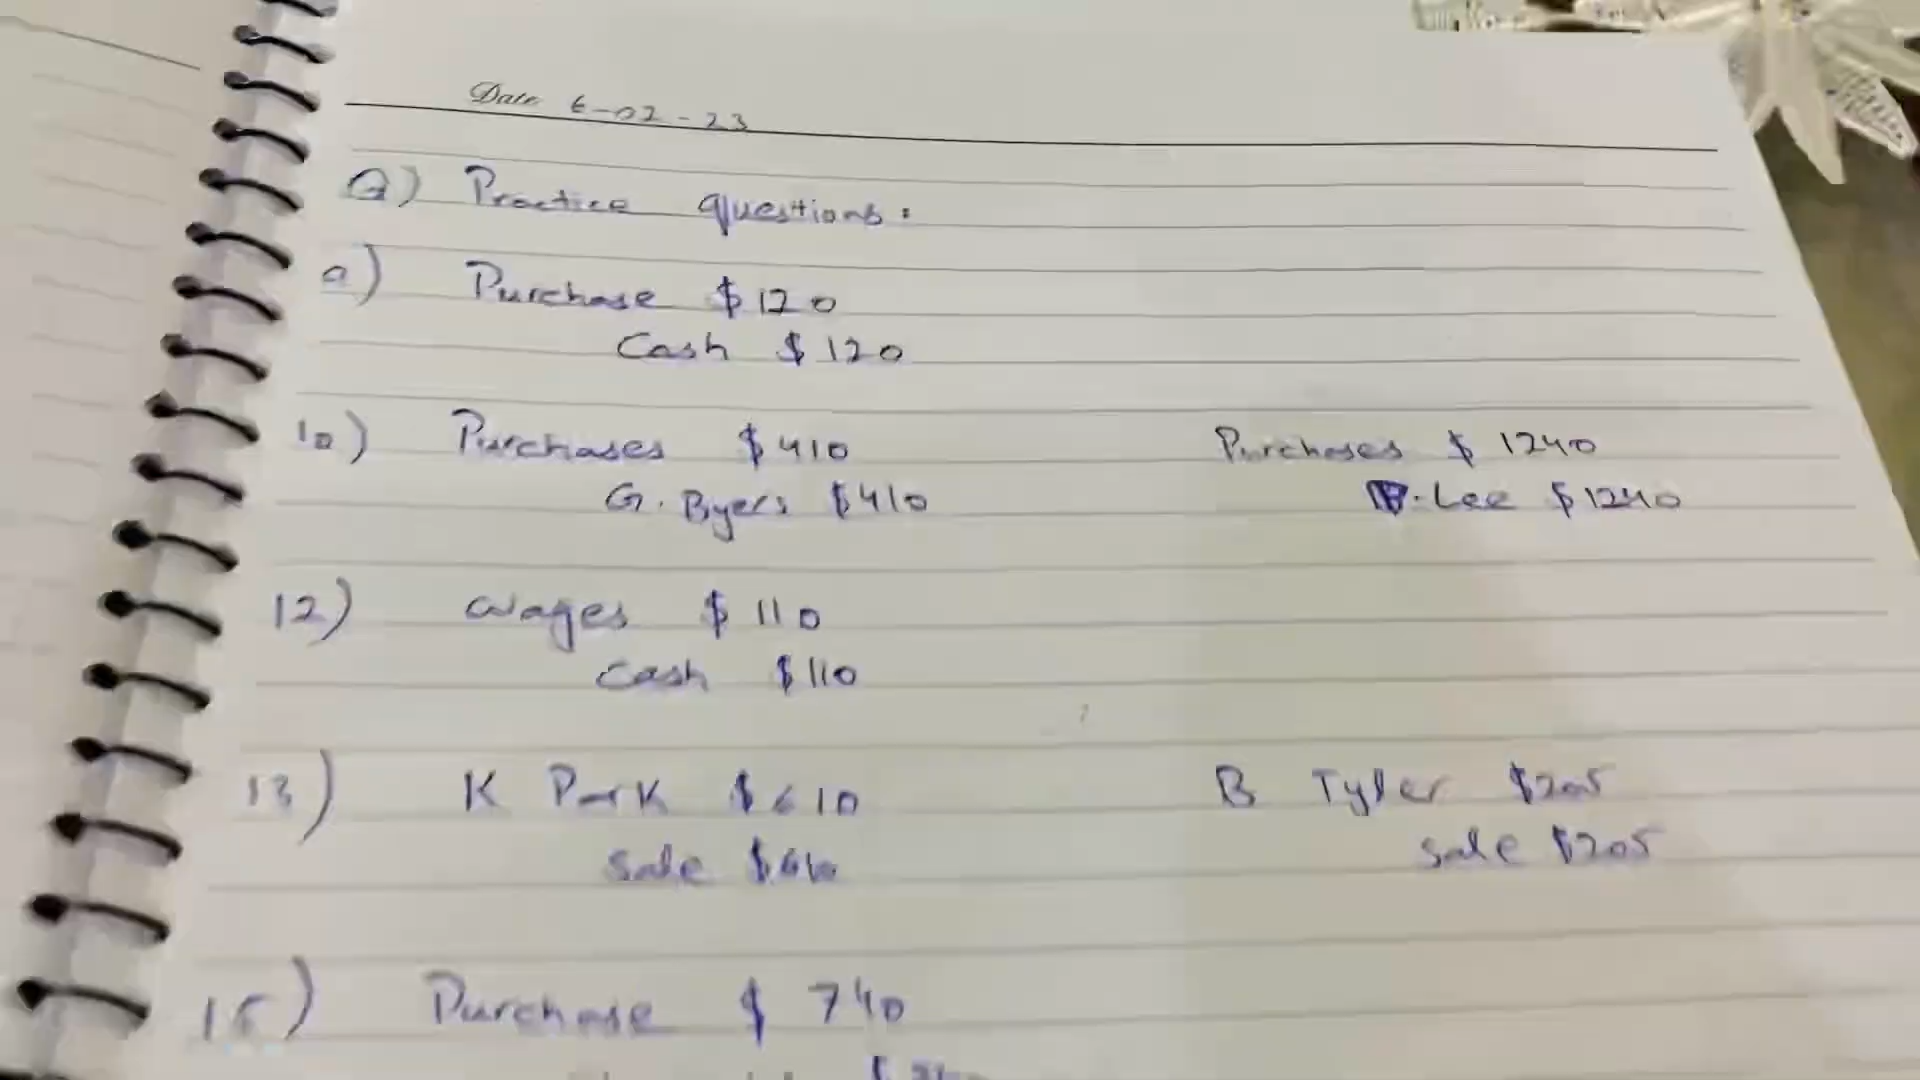 Date 6-02-23
Q) Practice questions:
a) Purchase $120
Cash $120
10) Purchases $410 Purchases $1240
G. Byers $410 Lee $1240
12) wages $110
Cash $110
13) K Park $610 B Tyler $205
Sale Sale $205
15) Purchase $740